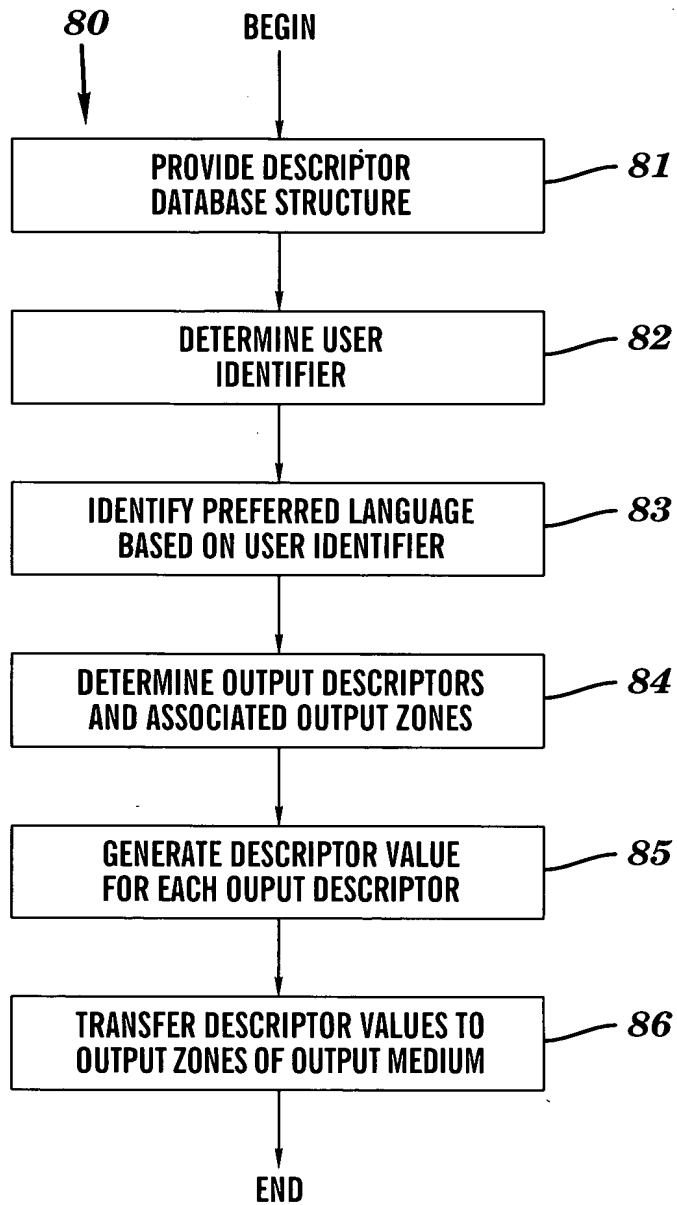 80
BEGIN
PROVIDE DESCRIPTOR
DATABASE STRUCTURE
81
DETERMINE USER
IDENTIFIER
82
IDENTIFY PREFERRED LANGUAGE
BASED ON USER IDENTIFIER
83
DETERMINE OUTPUT DESCRIPTORS
AND ASSOCIATED OUTPUT ZONES
84
GENERATE DESCRIPTOR VALUE
FOR EACH OUPUT DESCRIPTOR
85
TRANSFER DESCRIPTOR VALUES TO
OUTPUT ZONES OF OUTPUT MEDIUM
86
END